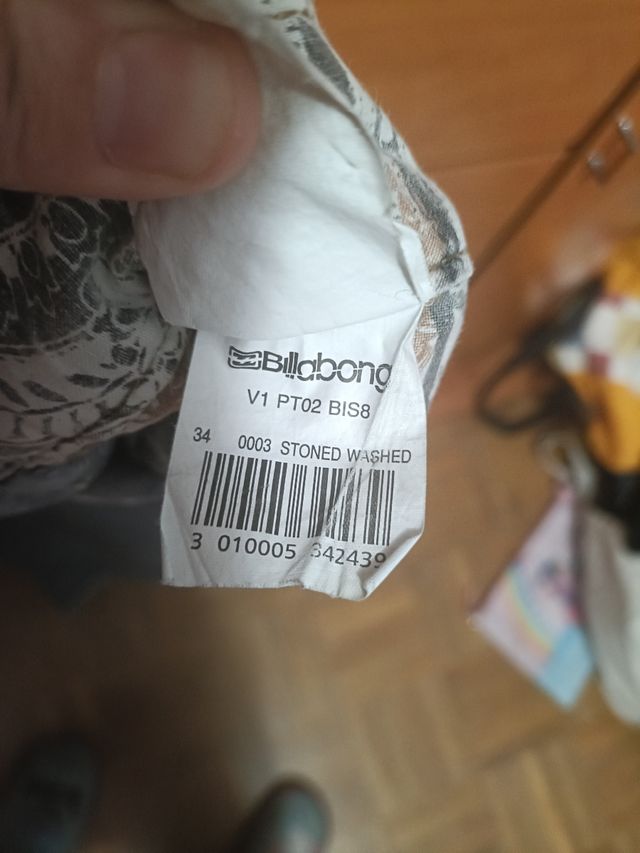 Billabong
V1 PT02 BIS8
34 0003 STONED WASHED
3 010005 342439